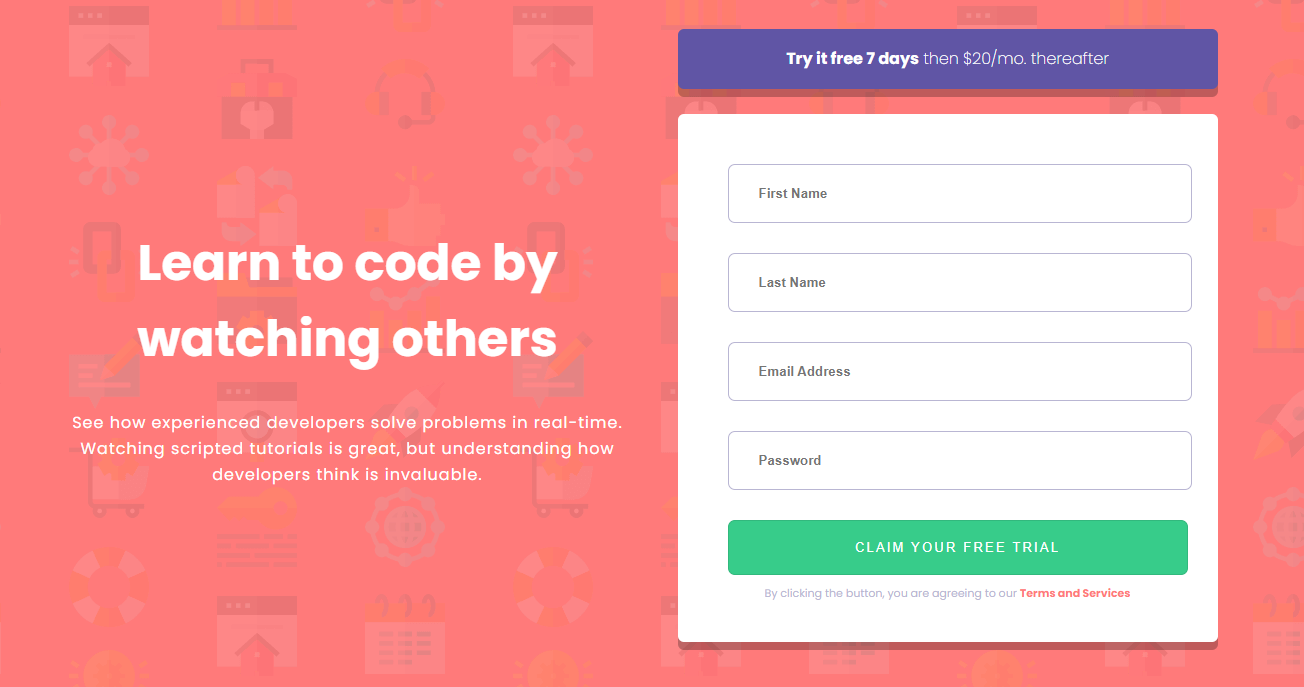 Learn to code by
watching others
See how experienced developers solve problems in real-time.
Watching scripted tutorials is great, but understanding how
developers think is invaluable.
Try it free 7 days then $20/mo. thereafter
First Name
Last Name
Email Address
Password
CLAIM YOUR FREE TRIAL
By clicking the button, you are agreeing to our Terms and Services